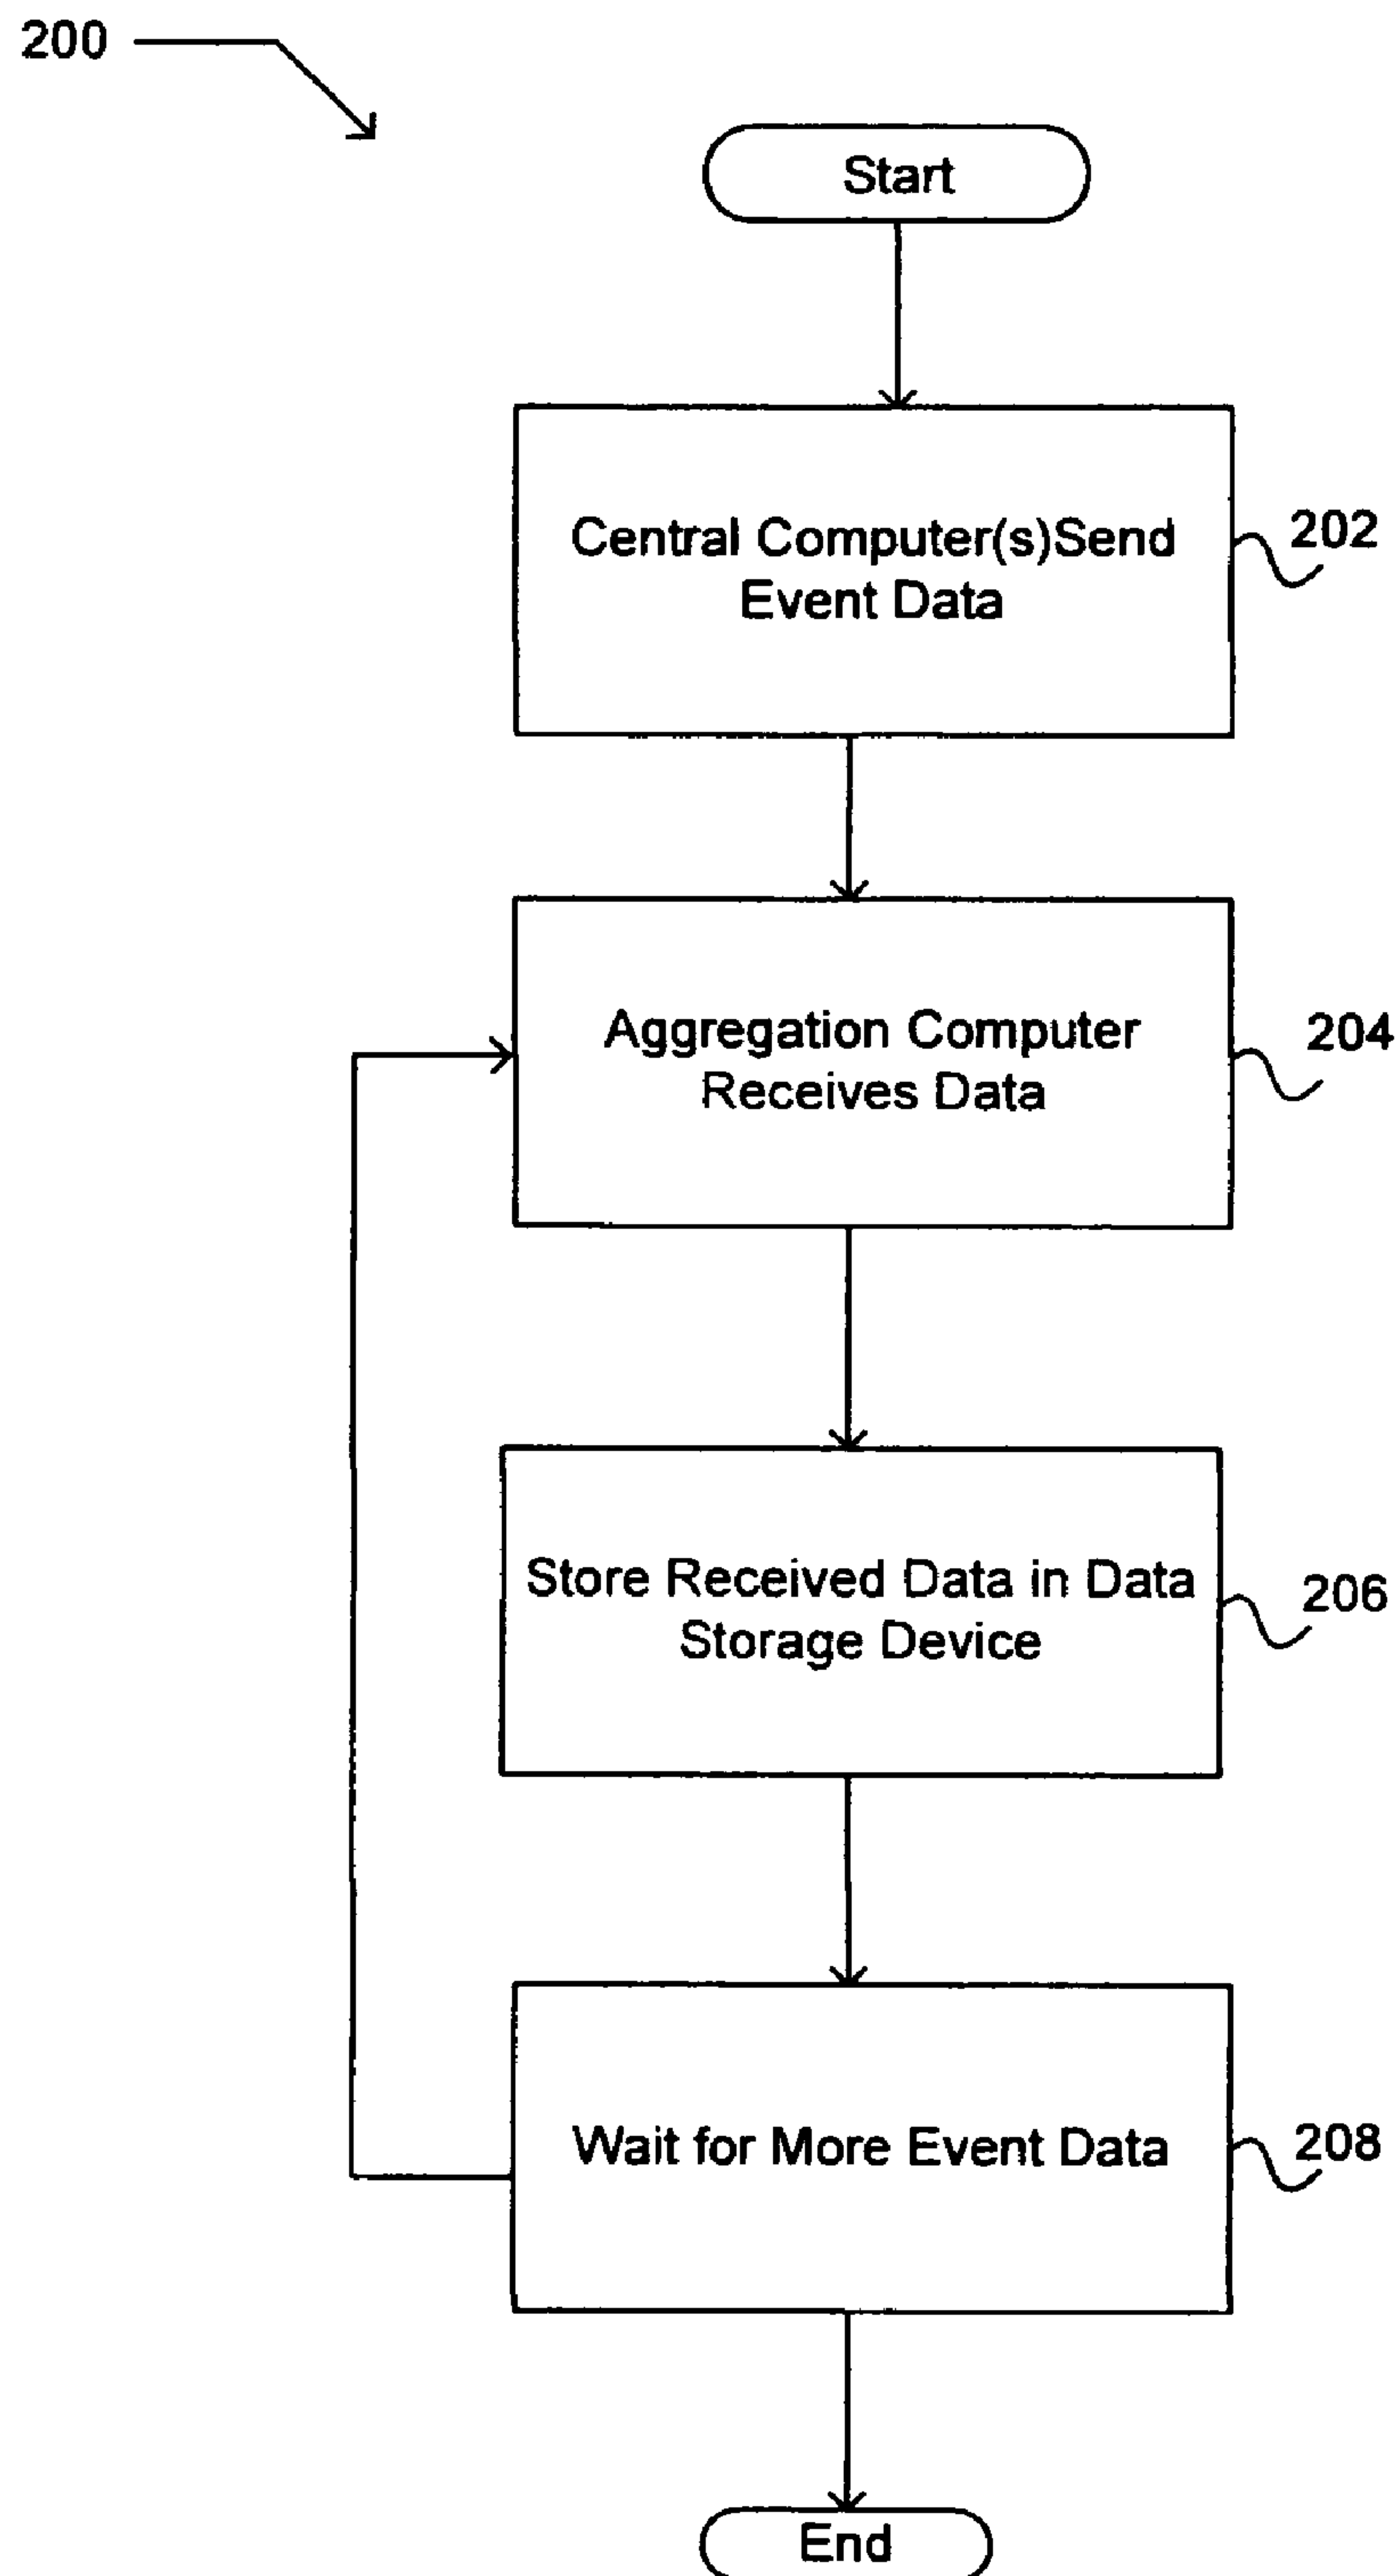 200
Start
Central Computer(s)Send
Event Data
202
Aggregation Computer
Receives Data
204
Store Received Data in Data
Storage Device
206
Wait for More Event Data
208
End